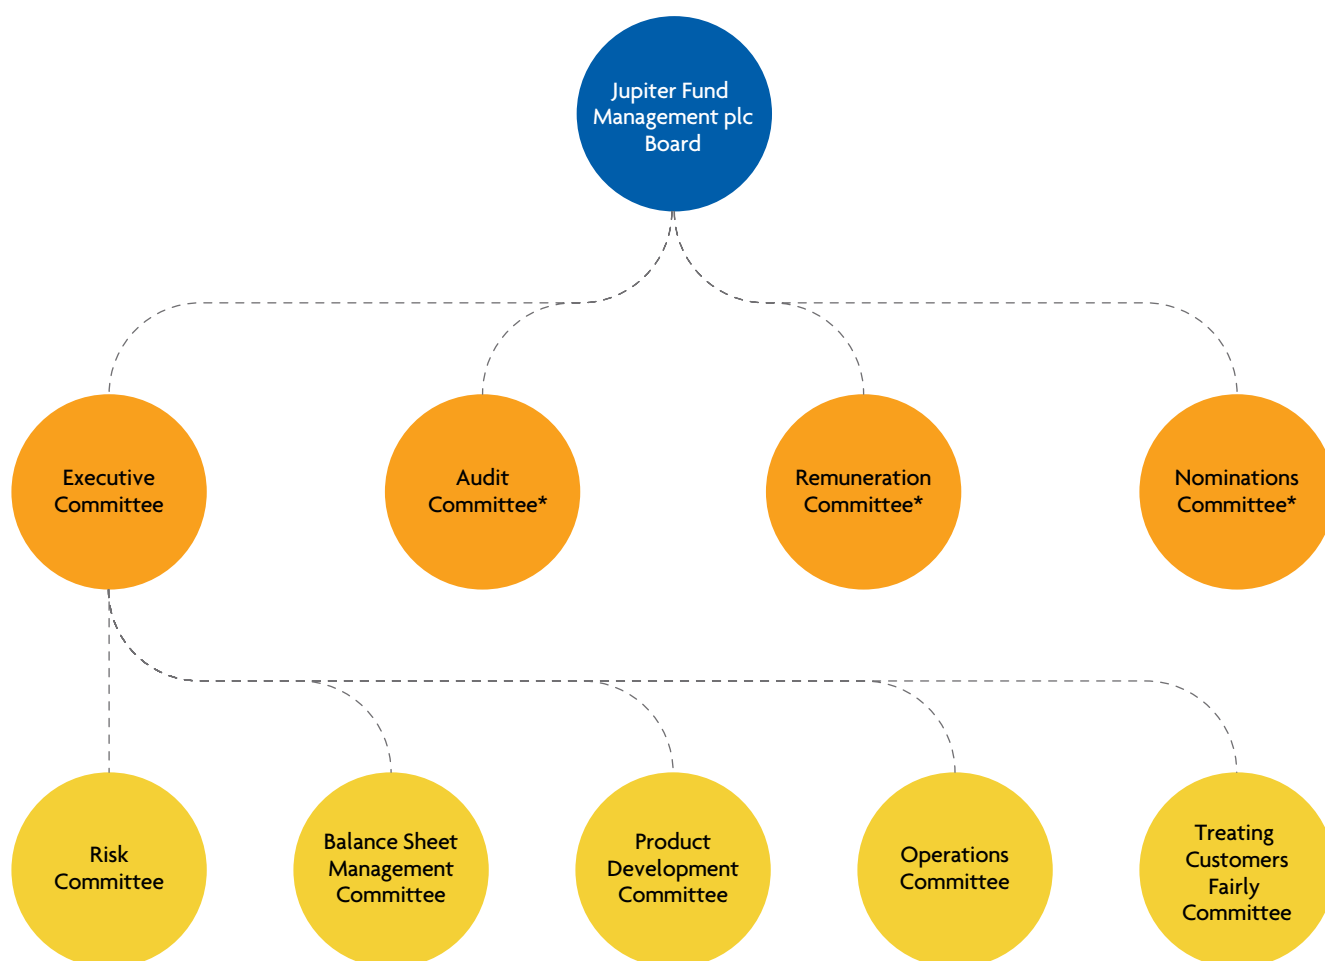 Jupiter Fund
Management plc
Board
Executive
Committee
Audit
Committee*
Remuneration
Committee*
Nominations
Committee*
Risk
Committee
Balance Sheet
Management
Committee
Product
Development
Committee
Operations
Committee
Treating
Customers
Fairly
Committee